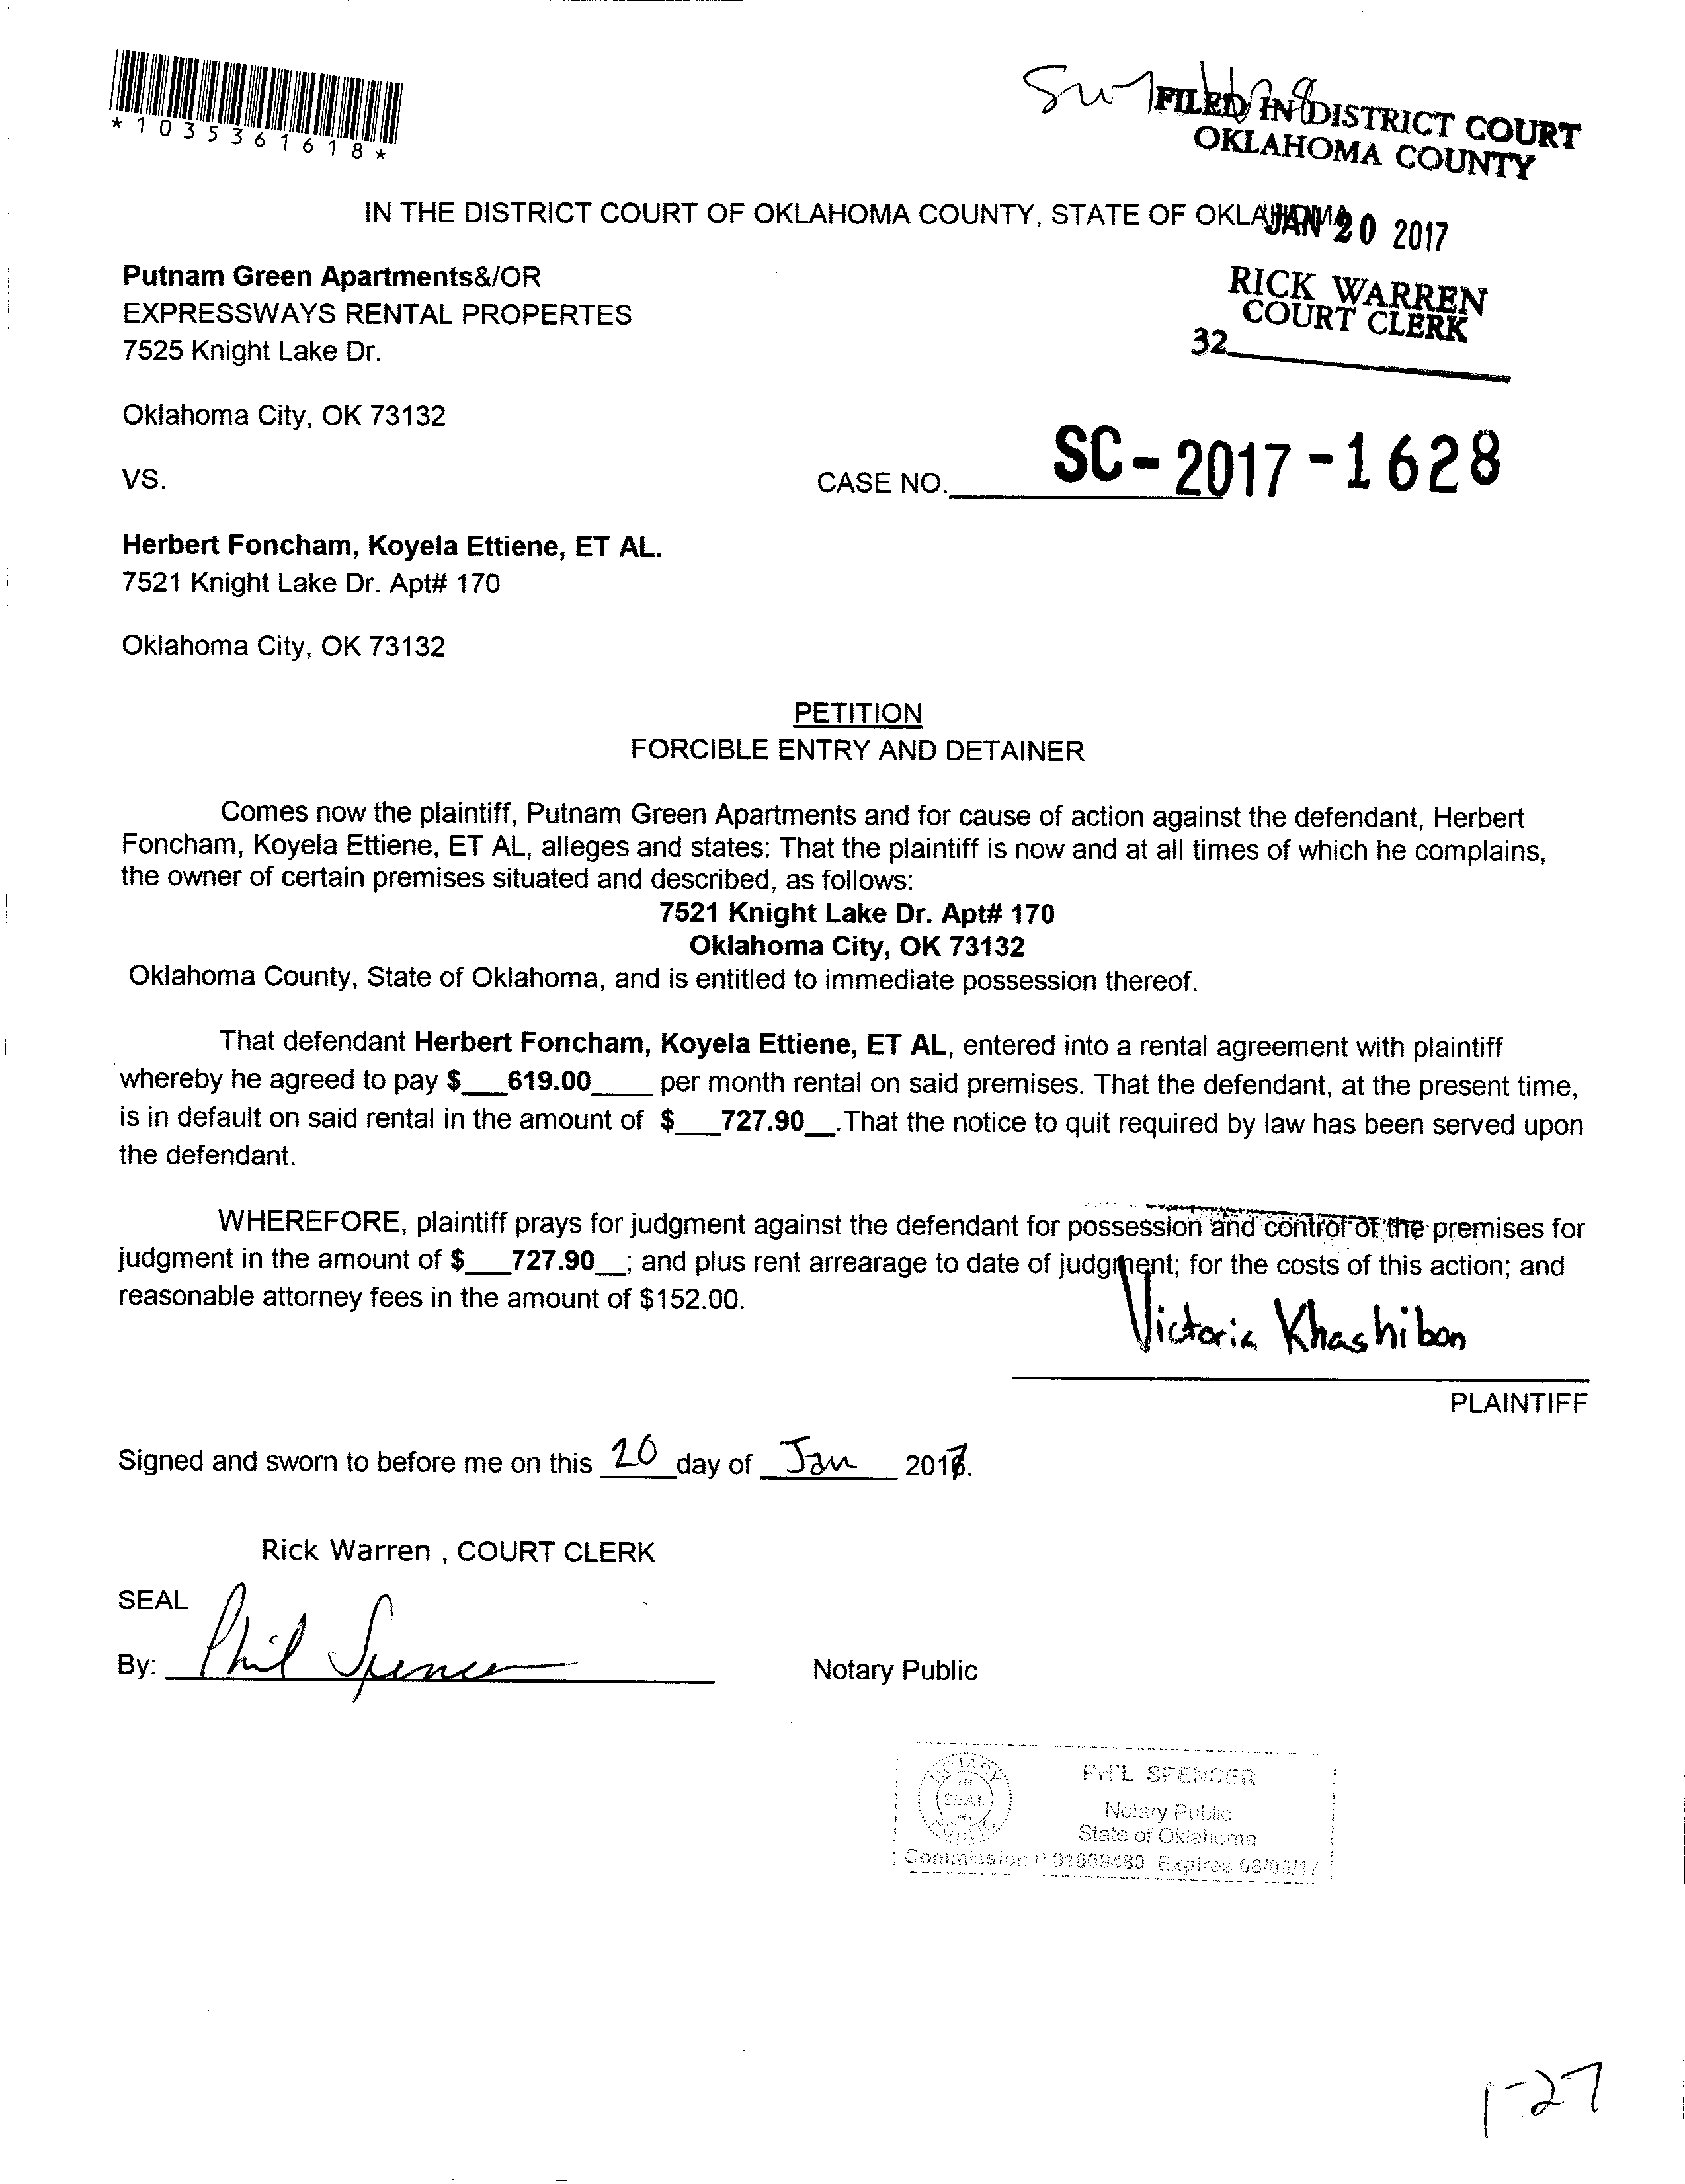 *1035361618*
FILED IN DISTRICT COURT
OKLAHOMA COUNTY
IN THE DISTRICT COURT OF OKLAHOMA COUNTY, STATE OF OKLAHOMA
JAN 20 2017
Putnam Green Apartments&/OR
EXPRESSWAYS RENTAL PROPERTES
7525 Knight Lake Dr.
RICK WARREN
COURT CLERK
32
Oklahoma City, OK 73132
VS.
CASE NO. SC-2017-1628
Herbert Foncham, Koyela Ettiene, ET AL.
7521 Knight Lake Dr. Apt# 170
Oklahoma City, OK 73132
PETITION
FORCIBLE ENTRY AND DETAINER
Comes now the plaintiff, Putnam Green Apartments and for cause of action against the defendant, Herbert
Foncham, Koyela Ettiene, ET AL, alleges and states: That the plaintiff is now and at all times of which he complains,
the owner of certain premises situated and described, as follows:
7521 Knight Lake Dr. Apt# 170
Oklahoma City, OK 73132
Oklahoma County, State of Oklahoma, and is entitled to immediate possession thereof.
That defendant Herbert Foncham, Koyela Ettiene, ET AL, entered into a rental agreement with plaintiff
whereby he agreed to pay $___619.00____ per month rental on said premises. That the defendant, at the present time,
is in default on said rental in the amount of $___727.90__.That the notice to quit required by law has been served upon
the defendant.
WHEREFORE, plaintiff prays for judgment against the defendant for possession and control of the premises for
judgment in the amount of $___727.90__; and plus rent arrearage to date of judgment; for the costs of this action; and
reasonable attorney fees in the amount of $152.00.
Victoria Khashibon
PLAINTIFF
Signed and sworn to before me on this 20 day of Jan 2017.
Rick Warren , COURT CLERK
SEAL
By: Phil Spencer
Notary Public
NOTARY PUBLIC
SEAL
PHIL SPENCER
Notary Public
State of Oklahoma
Commission # Expires
1-27